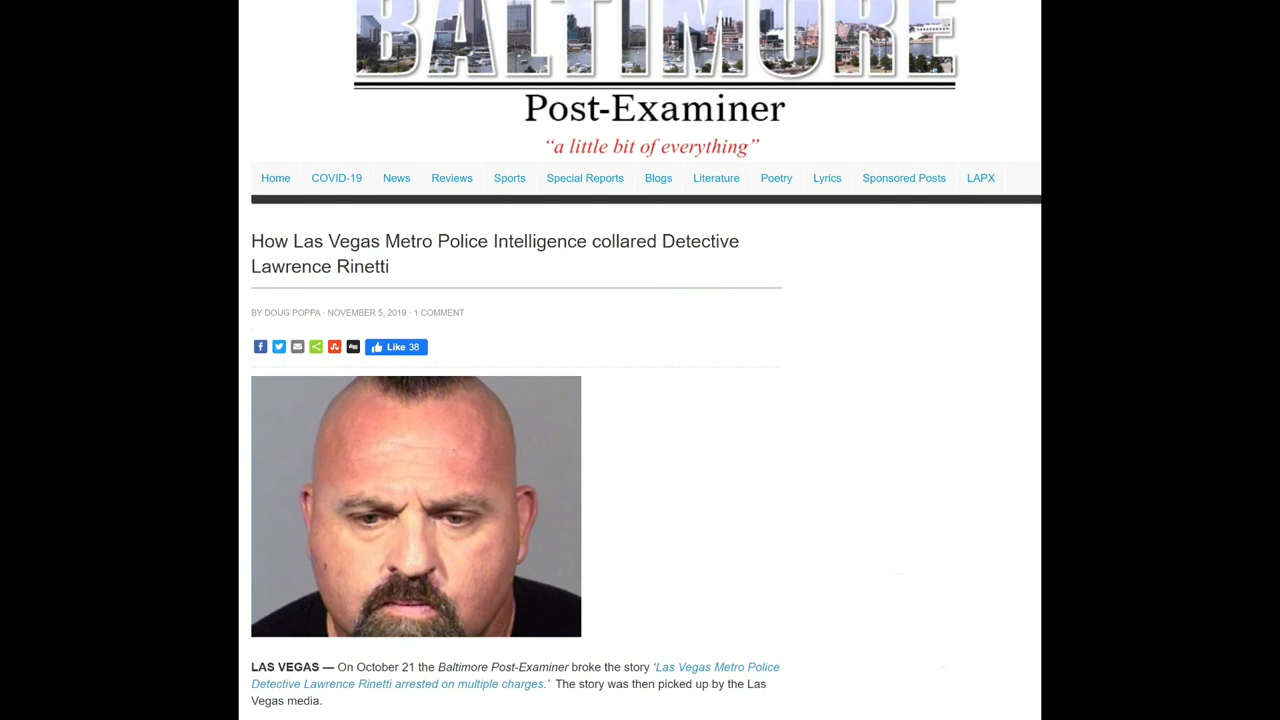 BALTIMORE
Post-Examiner
“a little bit of everything”
Home COVID-19 News Reviews Sports Special Reports Blogs Literature Poetry Lyrics Sponsored Posts LAPX
How Las Vegas Metro Police Intelligence collared Detective
Lawrence Rinetti
BY DOUG POPPA · NOVEMBER 5, 2019 · 1 COMMENT
Like 38
LAS VEGAS — On October 21 the Baltimore Post-Examiner broke the story ‘Las Vegas Metro Police
Detective Lawrence Rinetti arrested on multiple charges.’ The story was then picked up by the Las
Vegas media.